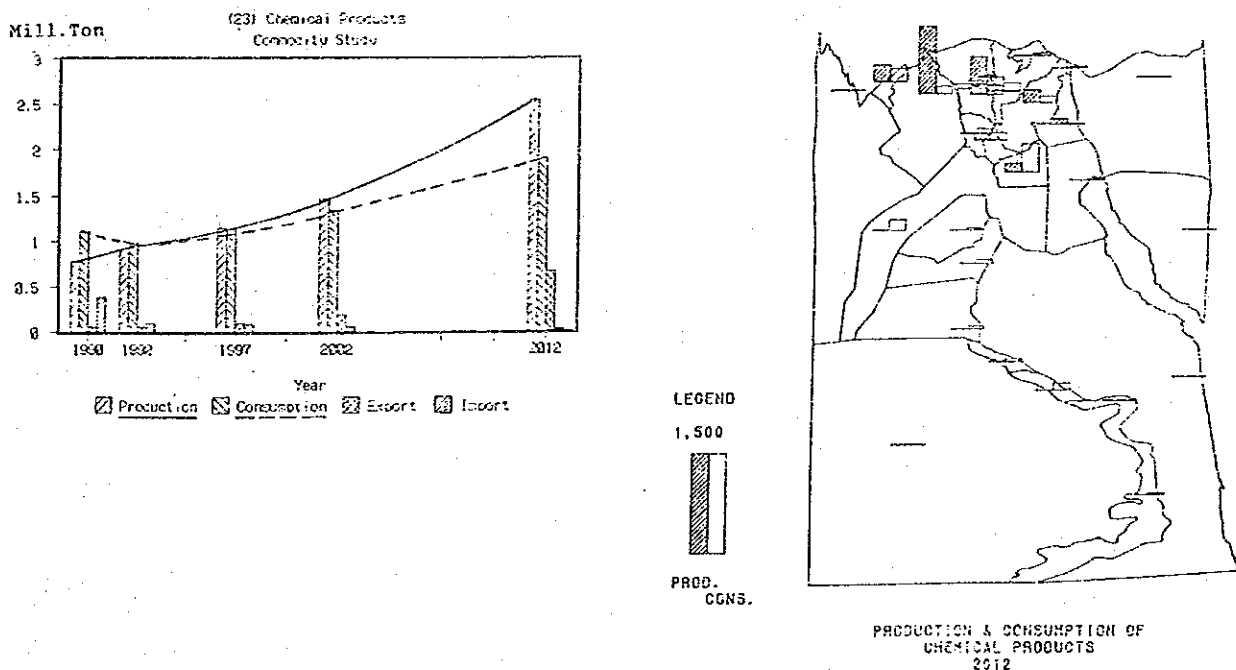 Mill.Ton
(23) Chemical Products
Commodity Study
3
2.5
2
1.5
1
0.5
0
1990 1992 1997 2002 2012
Year
Production Consumption Export Import
LEGEND
1,500
PROD.
CONS.
PRODUCTION & CONSUMPTION OF
CHEMICAL PRODUCTS
2012